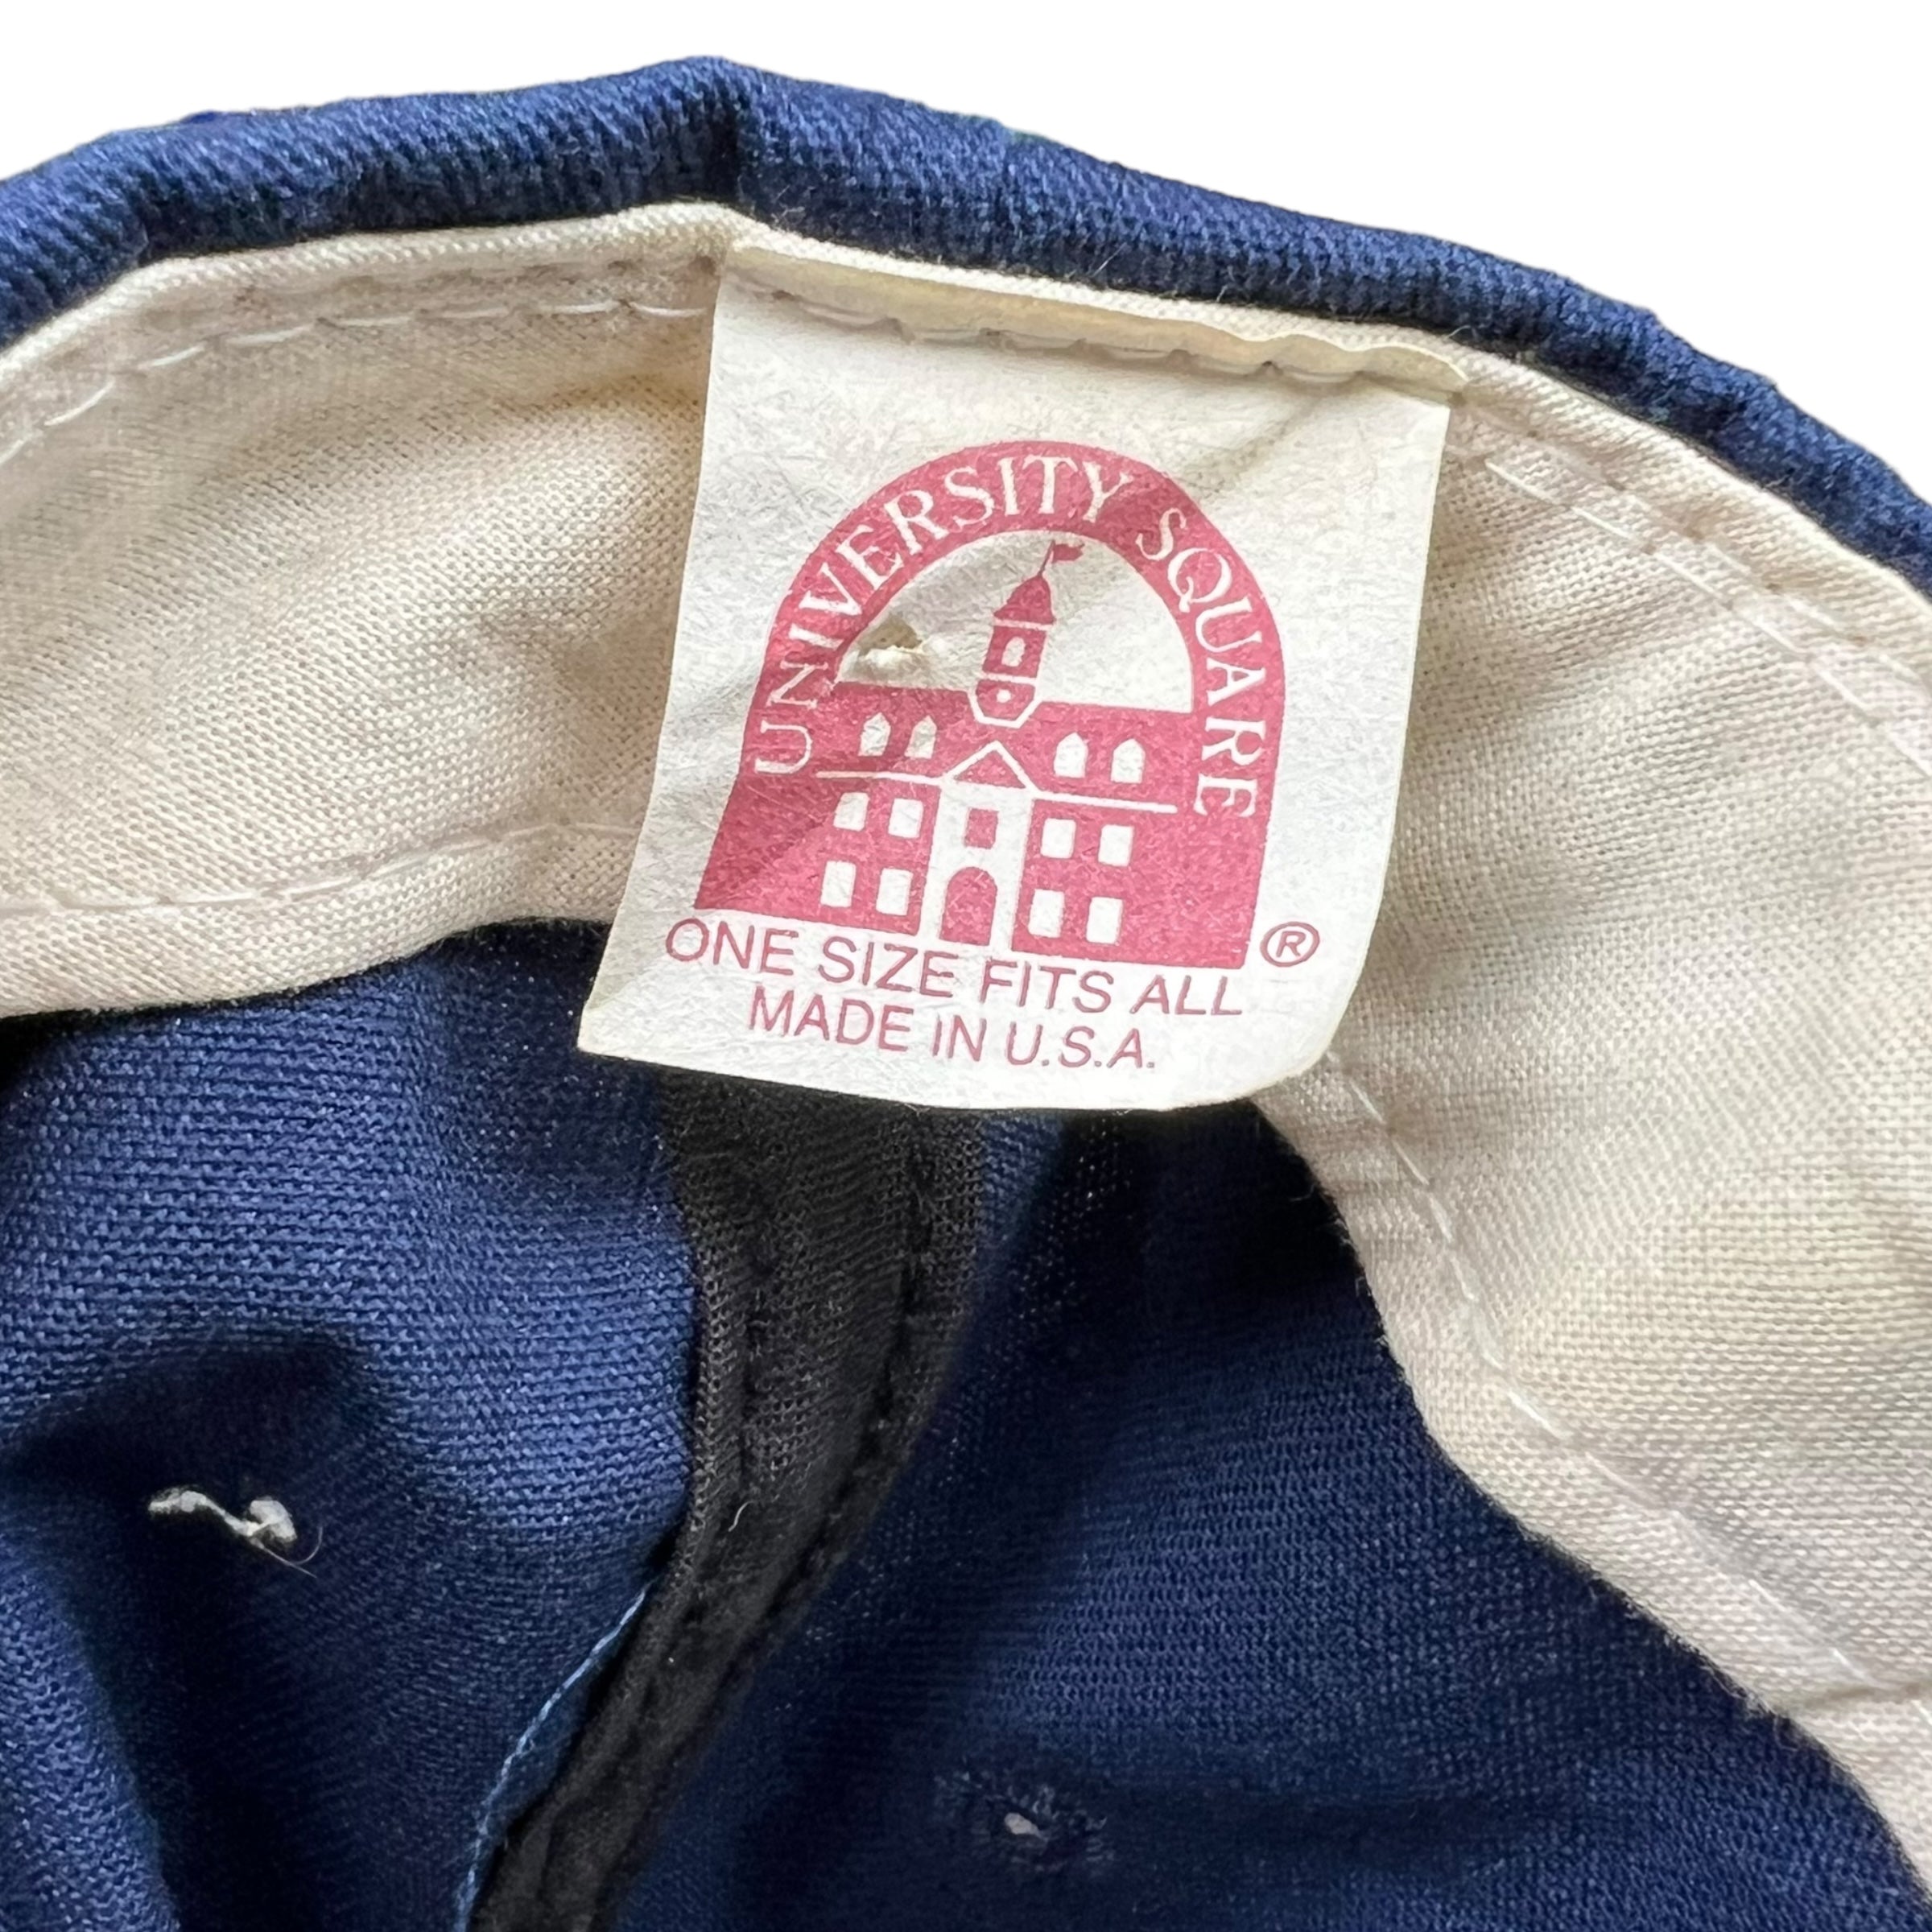 UNIVERSITY SQUARE
®
ONE SIZE FITS ALL
MADE IN U.S.A.